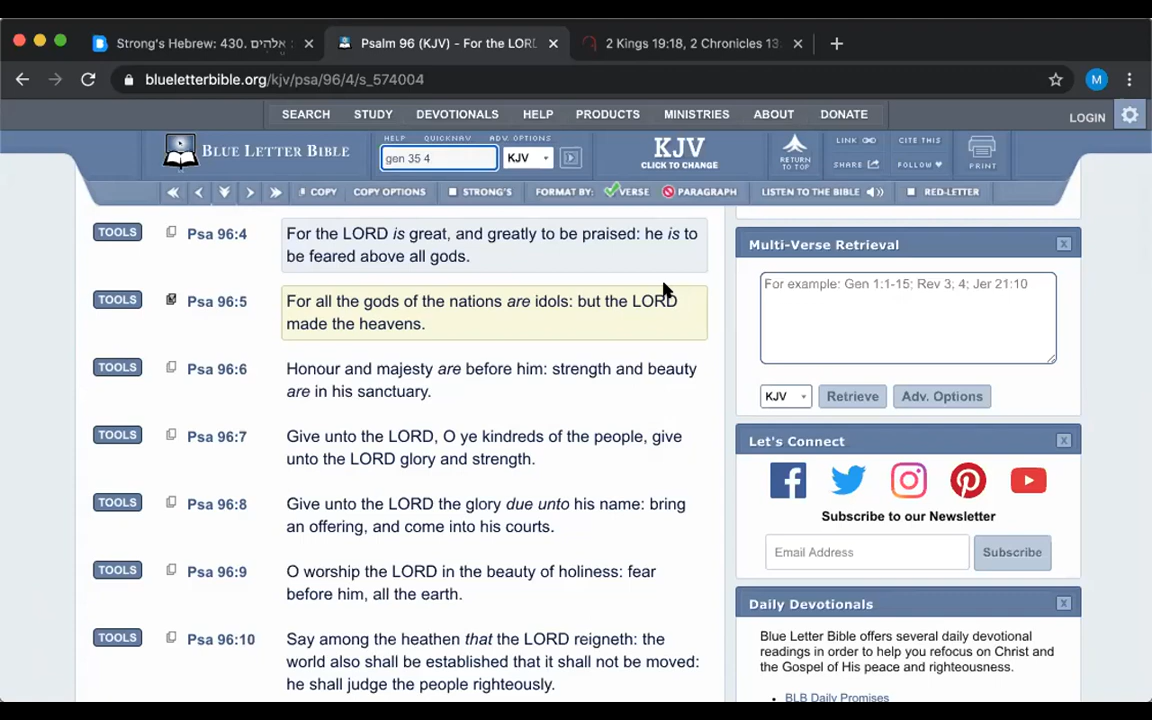 Strong's Hebrew: 430. אֱלֹהִים
Psalm 96 (KJV) - For the LORD
2 Kings 19:18, 2 Chronicles 13
blueletterbible.org/kjv/psa/96/4/s_574004
M
SEARCH STUDY DEVOTIONALS HELP PRODUCTS MINISTRIES ABOUT DONATE LOGIN
BLUE LETTER BIBLE
HELP QUICKNAV ADV. OPTIONS
gen 35 4 KJV
KJV
CLICK TO CHANGE
RETURN
TO TOP
LINK
CITE THIS
SHARE
FOLLOW
PRINT
COPY COPY OPTIONS STRONG'S FORMAT BY: VERSE PARAGRAPH LISTEN TO THE BIBLE RED-LETTER
TOOLS Psa 96:4 For the LORD is great, and greatly to be praised: he is to
be feared above all gods.
TOOLS Psa 96:5 For all the gods of the nations are idols: but the LORD
made the heavens.
TOOLS Psa 96:6 Honour and majesty are before him: strength and beauty
are in his sanctuary.
TOOLS Psa 96:7 Give unto the LORD, O ye kindreds of the people, give
unto the LORD glory and strength.
TOOLS Psa 96:8 Give unto the LORD the glory due unto his name: bring
an offering, and come into his courts.
TOOLS Psa 96:9 O worship the LORD in the beauty of holiness: fear
before him, all the earth.
TOOLS Psa 96:10 Say among the heathen that the LORD reigneth: the
world also shall be established that it shall not be moved:
he shall judge the people righteously.
Multi-Verse Retrieval
For example: Gen 1:1-15; Rev 3; 4; Jer 21:10
KJV Retrieve Adv. Options
Let's Connect
Subscribe to our Newsletter
Email Address Subscribe
Daily Devotionals
Blue Letter Bible offers several daily devotional
readings in order to help you refocus on Christ and
the Gospel of His peace and righteousness.
BLB Daily Promises